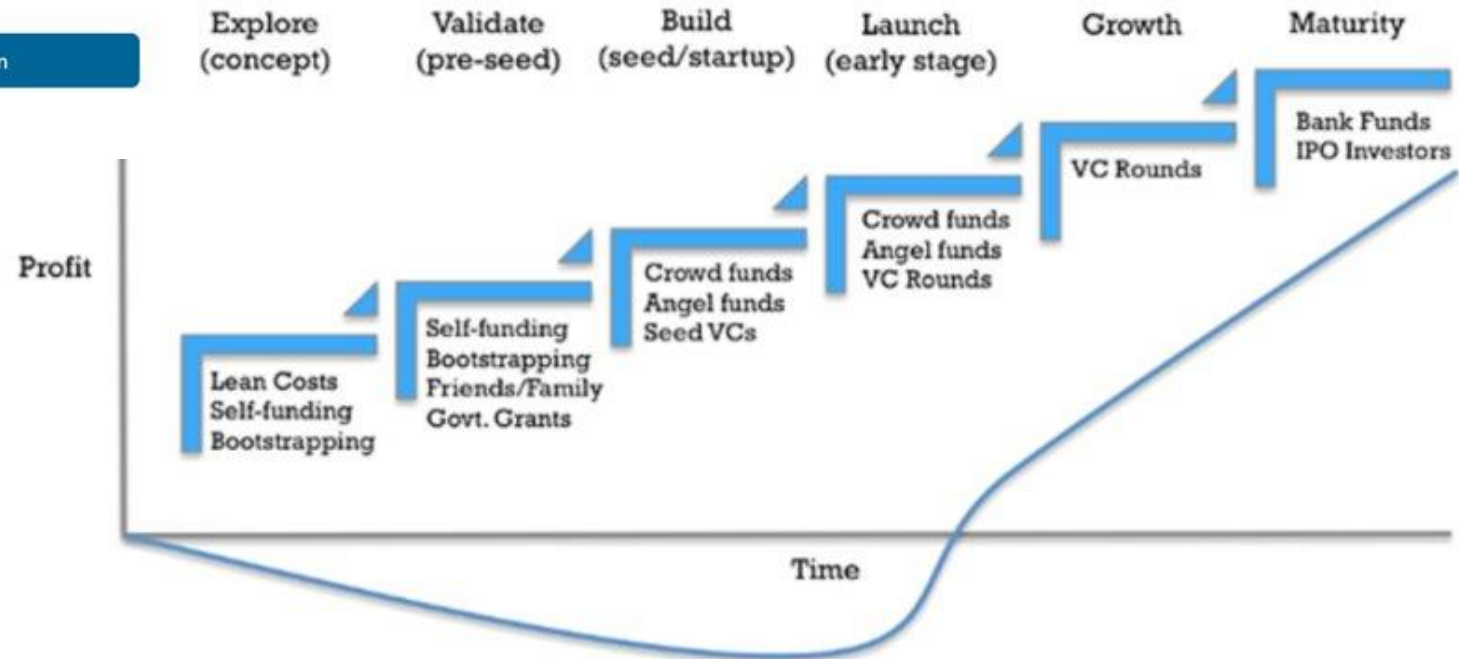 Explore
(concept)
Validate
(pre-seed)
Build
(seed/startup)
Launch
(early stage)
Growth
Maturity
n
Profit
Lean Costs
Self-funding
Bootstrapping
Self-funding
Bootstrapping
Friends/Family
Govt. Grants
Crowd funds
Angel funds
Seed VCs
Crowd funds
Angel funds
VC Rounds
VC Rounds
Bank Funds
IPO Investors
Time